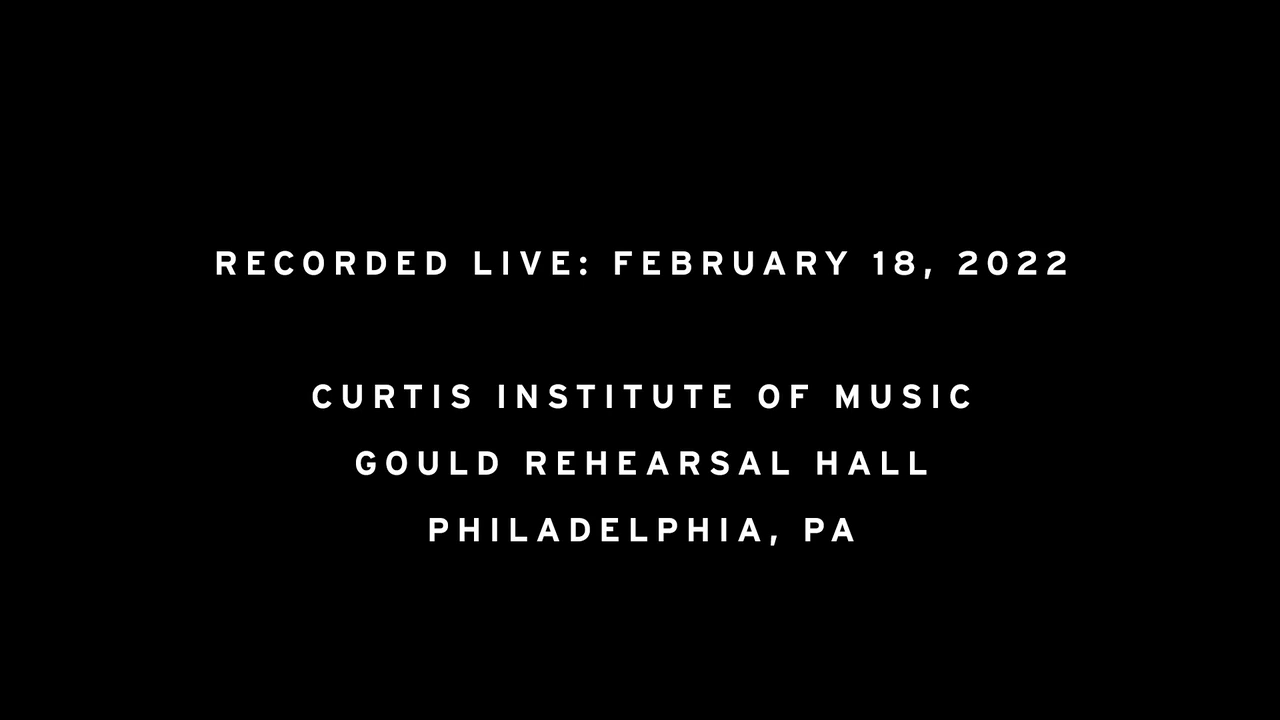 RECORDED LIVE: FEBRUARY 18, 2022
CURTIS INSTITUTE OF MUSIC
GOULD REHEARSAL HALL
PHILADELPHIA, PA